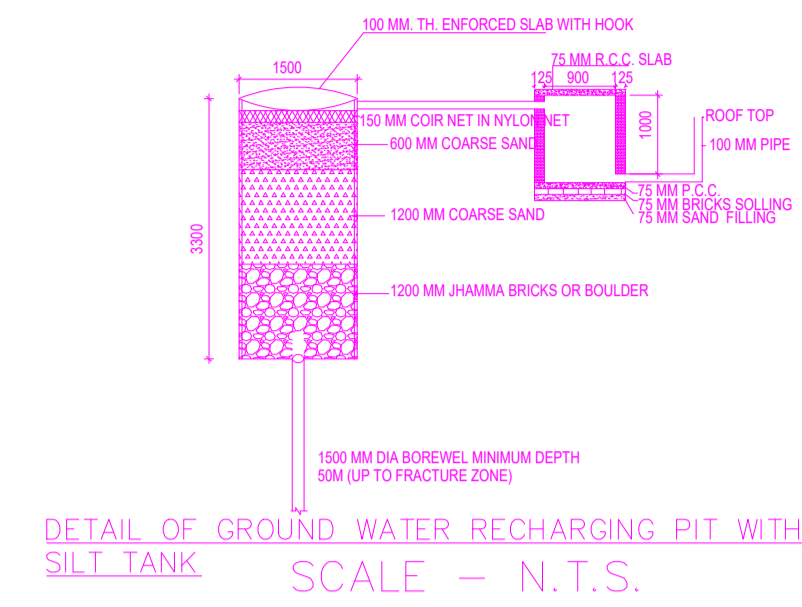 100 MM. TH. ENFORCED SLAB WITH HOOK
1500
75 MM R.C.C. SLAB
125 900 125
150 MM COIR NET IN NYLON NET
600 MM COARSE SAND
1000
ROOF TOP
100 MM PIPE
75 MM P.C.C.
75 MM BRICKS SOLLING
75 MM SAND FILLING
1200 MM COARSE SAND
3300
1200 MM JHAMMA BRICKS OR BOULDER
1500 MM DIA BOREWEL MINIMUM DEPTH
50M (UP TO FRACTURE ZONE)
DETAIL OF GROUND WATER RECHARGING PIT WITH
SILT TANK
SCALE - N.T.S.